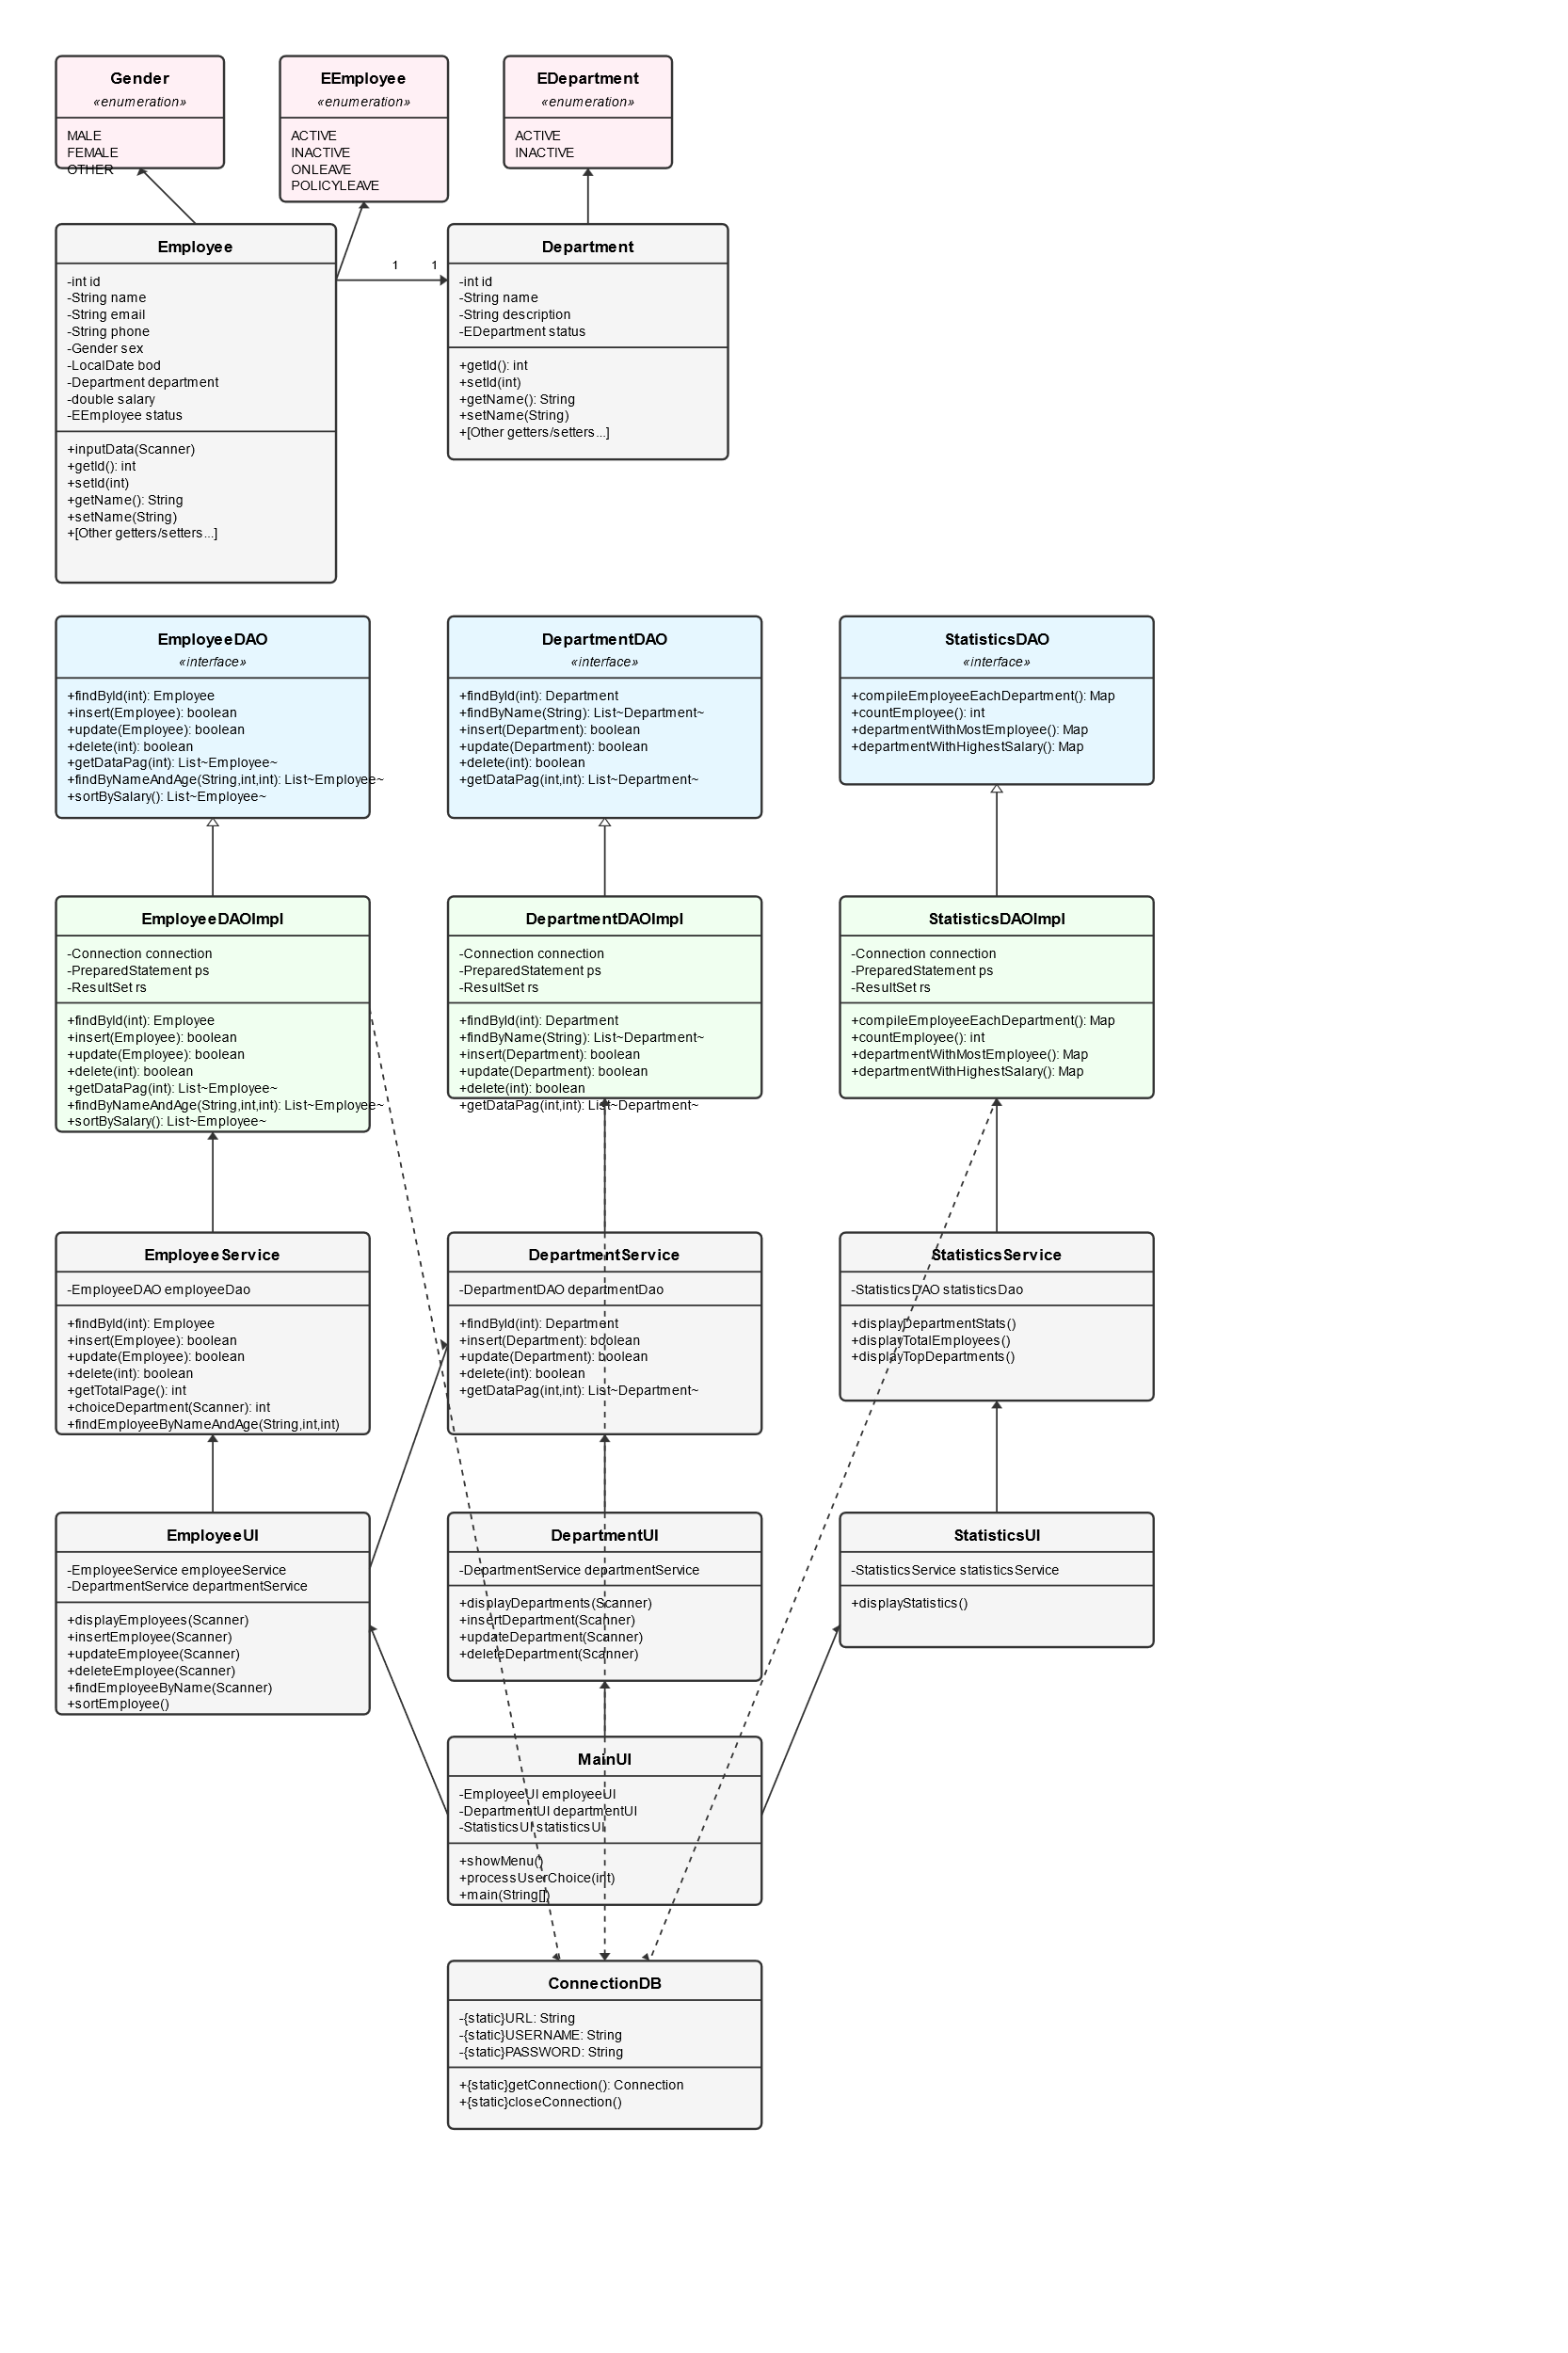 Gender
«enumeration»
MALE
FEMALE
OTHER
EEmployee
«enumeration»
ACTIVE
INACTIVE
ONLEAVE
POLICYLEAVE
EDepartment
«enumeration»
ACTIVE
INACTIVE
Employee
-int id
-String name
-String email
-String phone
-Gender sex
-LocalDate bod
-Department department
-double salary
-EEmployee status
+inputData(Scanner)
+getId(): int
+setId(int)
+getName(): String
+setName(String)
+[Other getters/setters...]
1 1
Department
-int id
-String name
-String description
-EDepartment status
+getId(): int
+setId(int)
+getName(): String
+setName(String)
+[Other getters/setters...]
EmployeeDAO
«interface»
+findById(int): Employee
+insert(Employee): boolean
+update(Employee): boolean
+delete(int): boolean
+getDataPag(int): List~Employee~
+findByNameAndAge(String,int,int): List~Employee~
+sortBySalary(): List~Employee~
DepartmentDAO
«interface»
+findById(int): Department
+findByName(String): List~Department~
+insert(Department): boolean
+update(Department): boolean
+delete(int): boolean
+getDataPag(int,int): List~Department~
StatisticsDAO
«interface»
+compileEmployeeEachDepartment(): Map
+countEmployee(): int
+departmentWithMostEmployee(): Map
+departmentWithHighestSalary(): Map
EmployeeDAOImpl
-Connection connection
-PreparedStatement ps
-ResultSet rs
+findById(int): Employee
+insert(Employee): boolean
+update(Employee): boolean
+delete(int): boolean
+getDataPag(int): List~Employee~
+findByNameAndAge(String,int,int): List~Employee~
+sortBySalary(): List~Employee~
DepartmentDAOImpl
-Connection connection
-PreparedStatement ps
-ResultSet rs
+findById(int): Department
+findByName(String): List~Department~
+insert(Department): boolean
+update(Department): boolean
+delete(int): boolean
+getDataPag(int,int): List~Department~
StatisticsDAOImpl
-Connection connection
-PreparedStatement ps
-ResultSet rs
+compileEmployeeEachDepartment(): Map
+countEmployee(): int
+departmentWithMostEmployee(): Map
+departmentWithHighestSalary(): Map
EmployeeService
-EmployeeDAO employeeDao
+findById(int): Employee
+insert(Employee): boolean
+update(Employee): boolean
+delete(int): boolean
+getTotalPage(): int
+choiceDepartment(Scanner): int
+findEmployeeByNameAndAge(String,int,int)
DepartmentService
-DepartmentDAO departmentDao
+findById(int): Department
+insert(Department): boolean
+update(Department): boolean
+delete(int): boolean
+getDataPag(int,int): List~Department~
StatisticsService
-StatisticsDAO statisticsDao
+displayDepartmentStats()
+displayTotalEmployees()
+displayTopDepartments()
EmployeeUI
-EmployeeService employeeService
-DepartmentService departmentService
+displayEmployees(Scanner)
+insertEmployee(Scanner)
+updateEmployee(Scanner)
+deleteEmployee(Scanner)
+findEmployeeByName(Scanner)
+sortEmployee()
DepartmentUI
-DepartmentService departmentService
+displayDepartments(Scanner)
+insertDepartment(Scanner)
+updateDepartment(Scanner)
+deleteDepartment(Scanner)
StatisticsUI
-StatisticsService statisticsService
+displayStatistics()
MainUI
-EmployeeUI employeeUI
-DepartmentUI departmentUI
-StatisticsUI statisticsUI
+showMenu()
+processUserChoice(int)
+main(String[])
ConnectionDB
-{static}URL: String
-{static}USERNAME: String
-{static}PASSWORD: String
+{static}getConnection(): Connection
+{static}closeConnection()